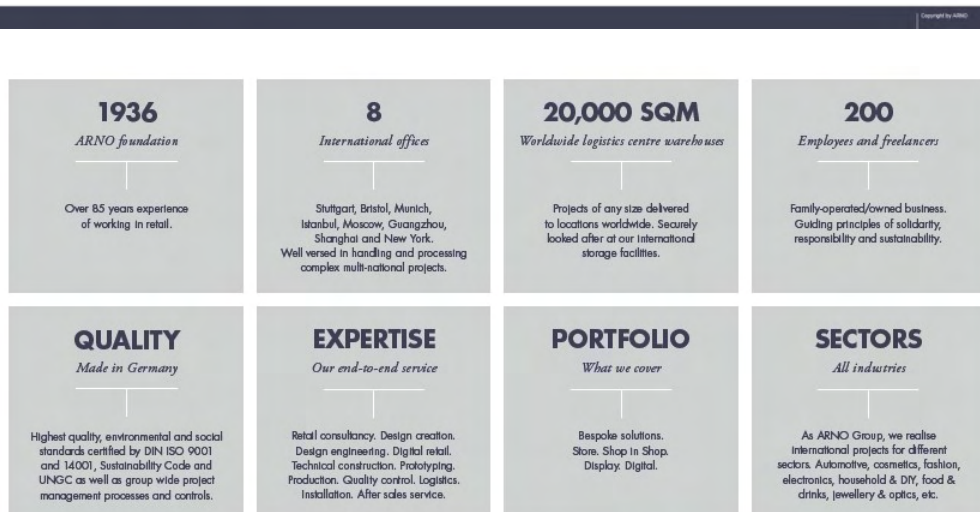 Copyright by ARNO
1936
ARNO foundation
Over 85 years experience
of working in retail.
8
International offices
Stuttgart, Bristol, Munich,
Istanbul, Moscow, Guangzhou,
Shanghai and New York.
Well versed in handling and processing
complex multi-national projects.
20,000 SQM
Worldwide logistics centre warehouses
Projects of any size delivered
to locations worldwide. Securely
looked after at our international
storage facilities.
200
Employees and freelancers
Family-operated/owned business.
Guiding principles of solidarity,
responsibility and sustainability.
QUALITY
Made in Germany
Highest quality, environmental and social
standards certified by DIN ISO 9001
and 14001, Sustainability Code and
UNGC as well as group wide project
management processes and controls.
EXPERTISE
Our end-to-end service
Retail consultancy. Design creation.
Design engineering. Digital retail.
Technical construction. Prototyping.
Production. Quality control. Logistics.
Installation. After sales service.
PORTFOLIO
What we cover
Bespoke solutions.
Store. Shop in Shop.
Display. Digital.
SECTORS
All industries
As ARNO Group, we realise
international projects for different
sectors. Automotive, cosmetics, fashion,
electronics, household & DIY, food &
drinks, jewellery & optics, etc.